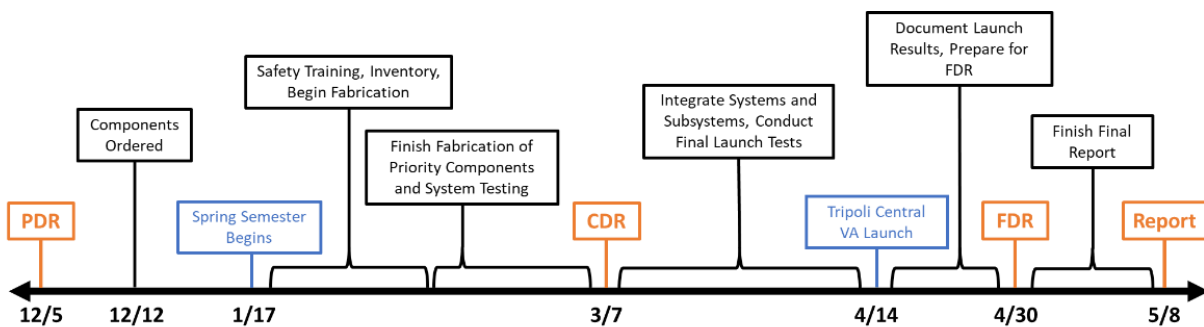 Document Launch
Results, Prepare for
FDR
Safety Training, Inventory,
Begin Fabrication
Integrate Systems and
Subsystems, Conduct
Final Launch Tests
Components
Ordered
Finish Fabrication of
Priority Components
and System Testing
Finish Final
Report
PDR
Spring Semester
Begins
CDR
Tripoli Central
VA Launch
FDR
Report
12/5
12/12
1/17
3/7
4/14
4/30
5/8